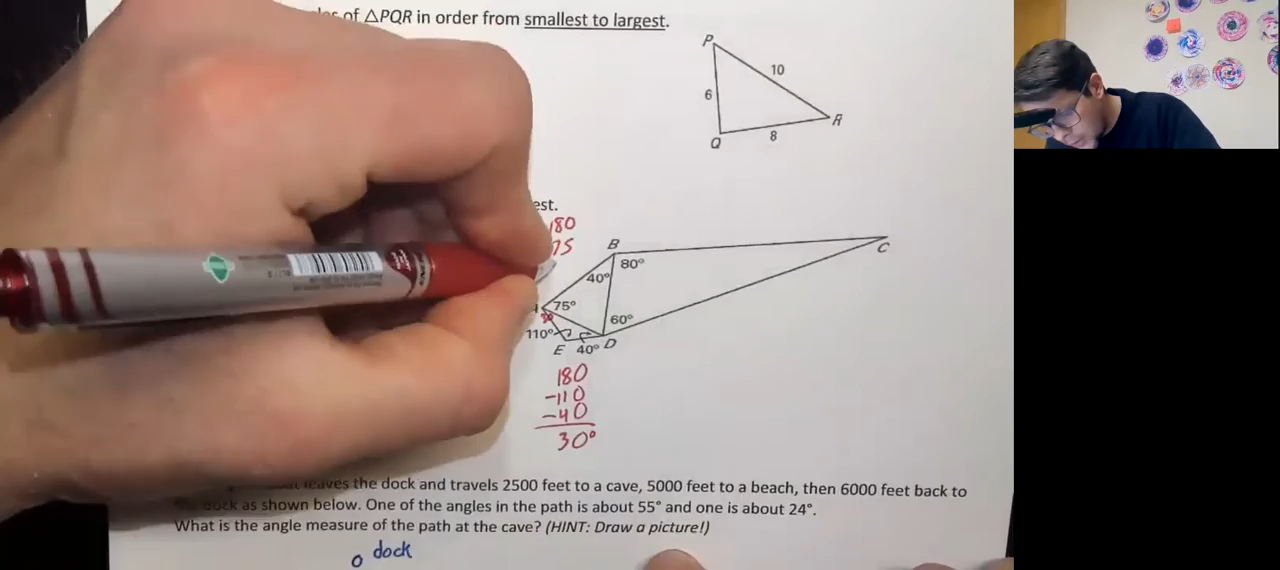 of △PQR in order from smallest to largest.
P
10
6
R
Q
8
est.
180
75
B
C
80°
40°
75°
60°
110°
E 40° D
180
-110
-40
30°
leaves the dock and travels 2500 feet to a cave, 5000 feet to a beach, then 6000 feet back to
as shown below. One of the angles in the path is about 55° and one is about 24°.
What is the angle measure of the path at the cave? (HINT: Draw a picture!)
dock